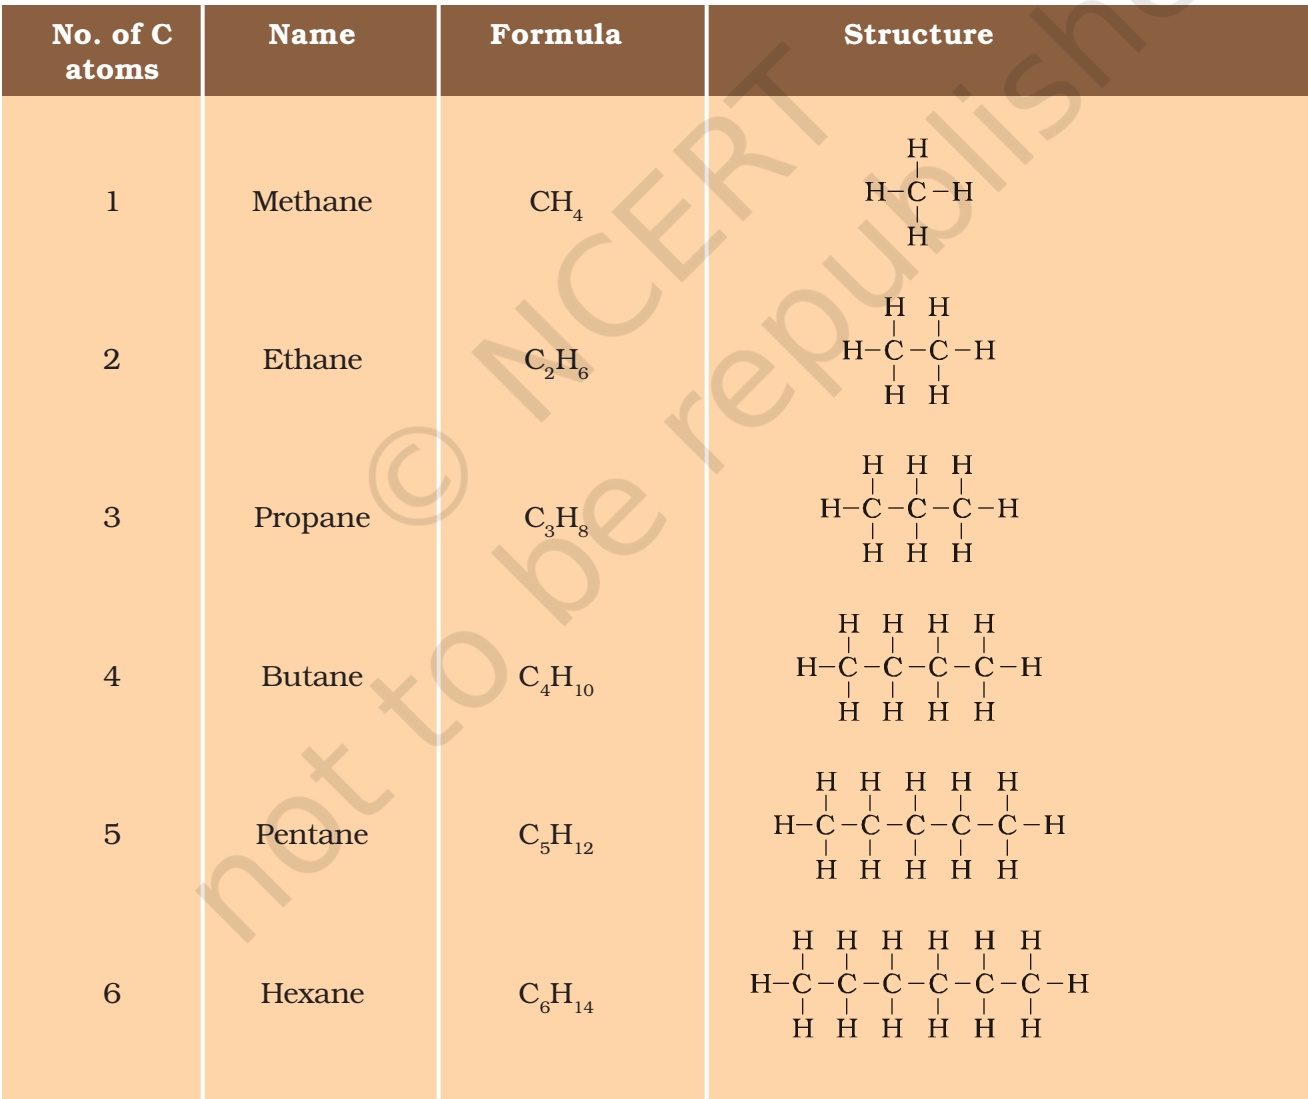 No. of C atoms Name Formula Structure
1 Methane CH₄
H
H–C–H
H
2 Ethane C₂H₆
H H
H–C–C–H
H H
3 Propane C₃H₈
H H H
H–C–C–C–H
H H H
4 Butane C₄H₁₀
H H H H
H–C–C–C–C–H
H H H H
5 Pentane C₅H₁₂
H H H H H
H–C–C–C–C–C–H
H H H H H
6 Hexane C₆H₁₄
H H H H H H
H–C–C–C–C–C–C–H
H H H H H H
© NCERT
not to be